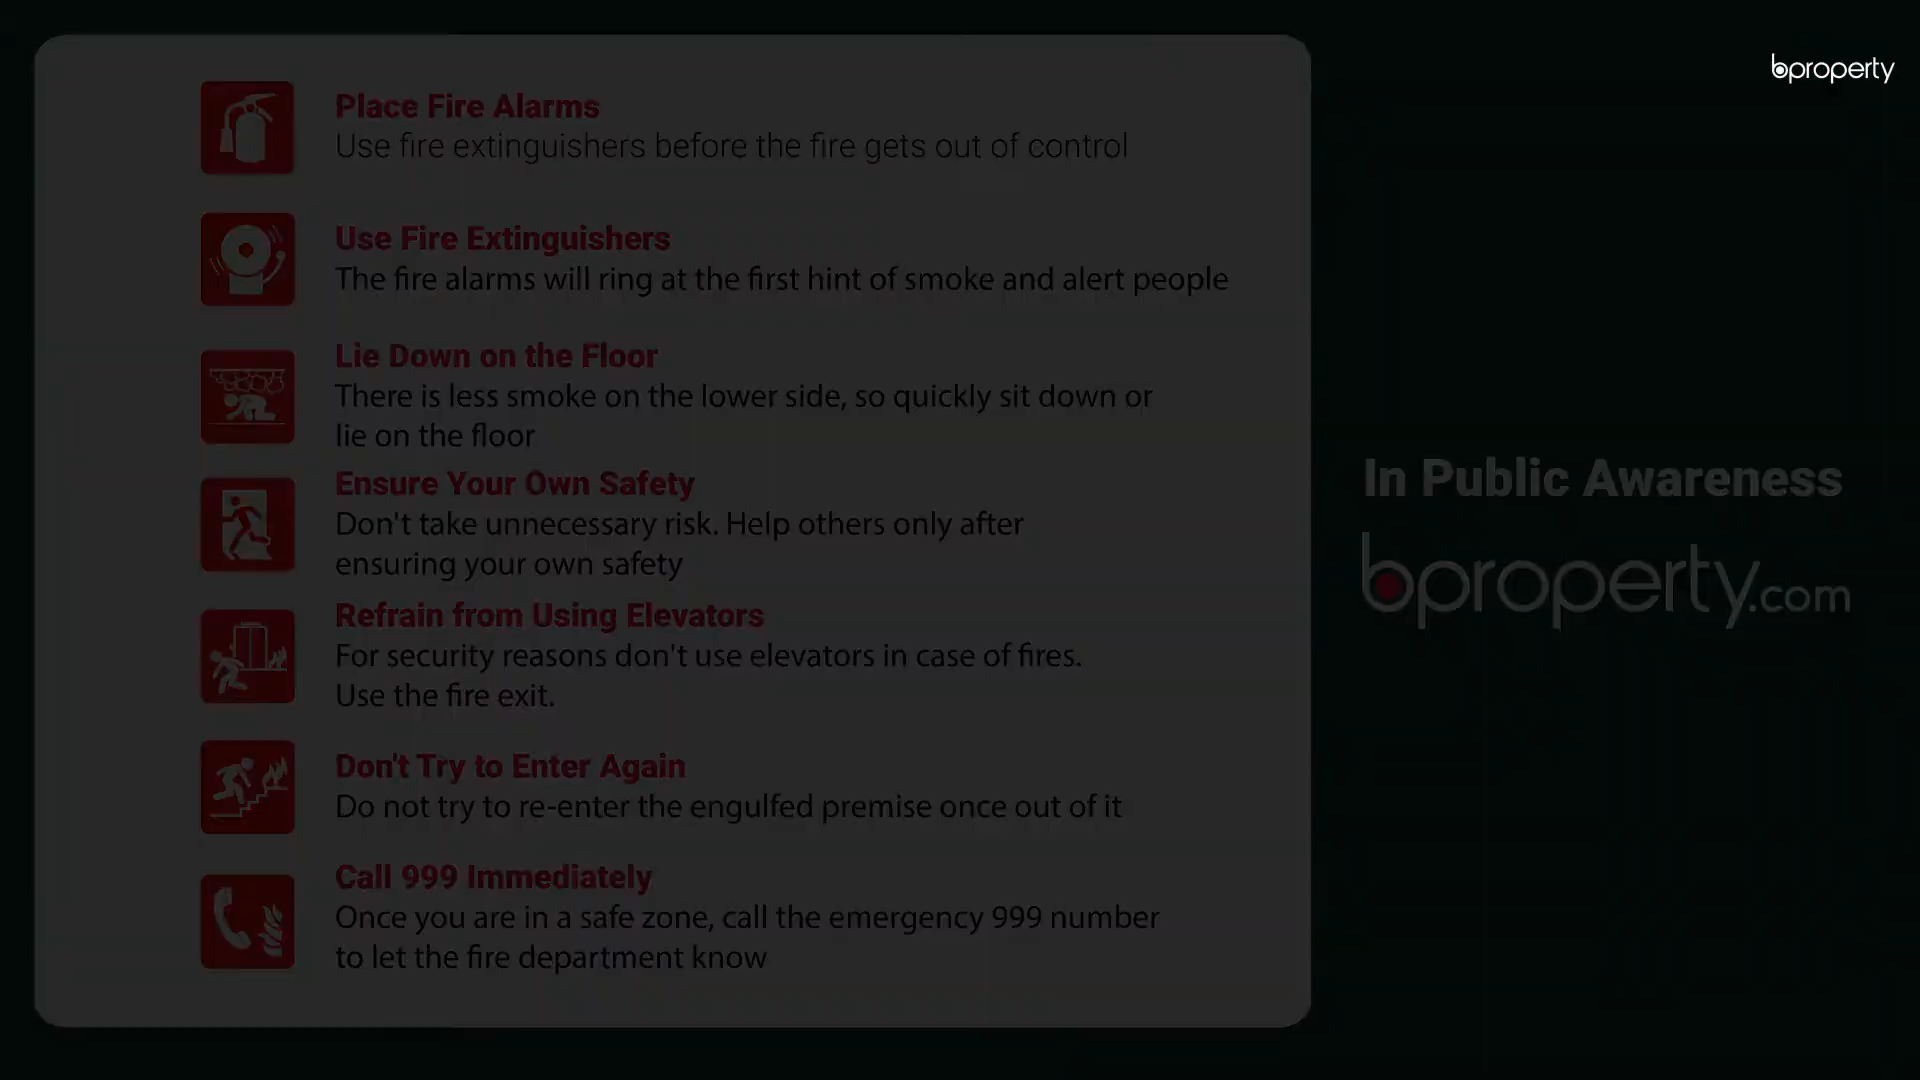 bproperty
Place Fire Alarms
Use fire extinguishers before the fire gets out of control
Use Fire Extinguishers
The fire alarms will ring at the first hint of smoke and alert people
Lie Down on the Floor
There is less smoke on the lower side, so quickly sit down or
lie on the floor
Ensure Your Own Safety
Don't take unnecessary risk. Help others only after
ensuring your own safety
Refrain from Using Elevators
For security reasons don't use elevators in case of fires.
Use the fire exit.
Don't Try to Enter Again
Do not try to re-enter the engulfed premise once out of it
Call 999 Immediately
Once you are in a safe zone, call the emergency 999 number
to let the fire department know
In Public Awareness
bproperty.com